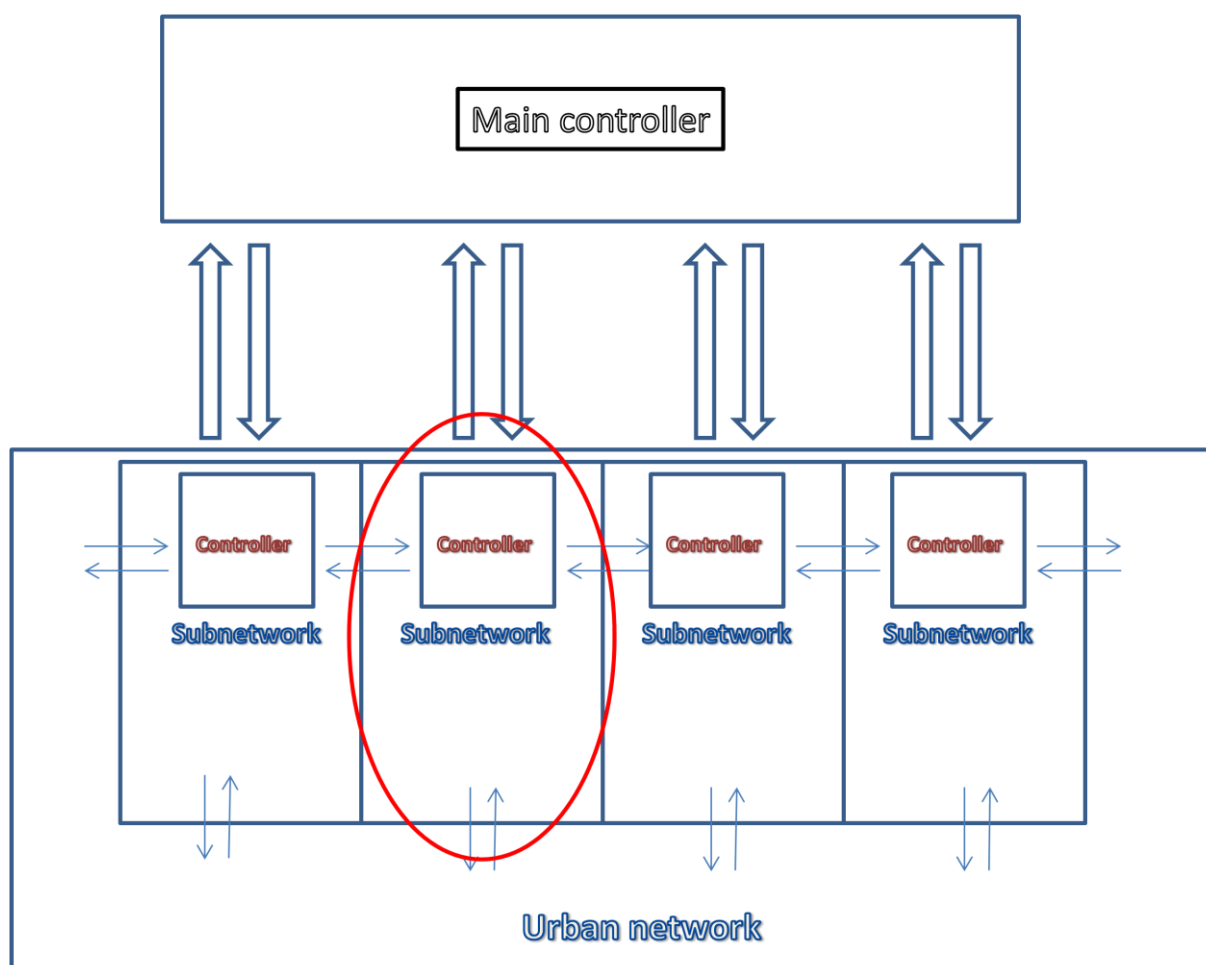 Main controller
Controller
Controller
Controller
Controller
Subnetwork
Subnetwork
Subnetwork
Subnetwork
Urban network